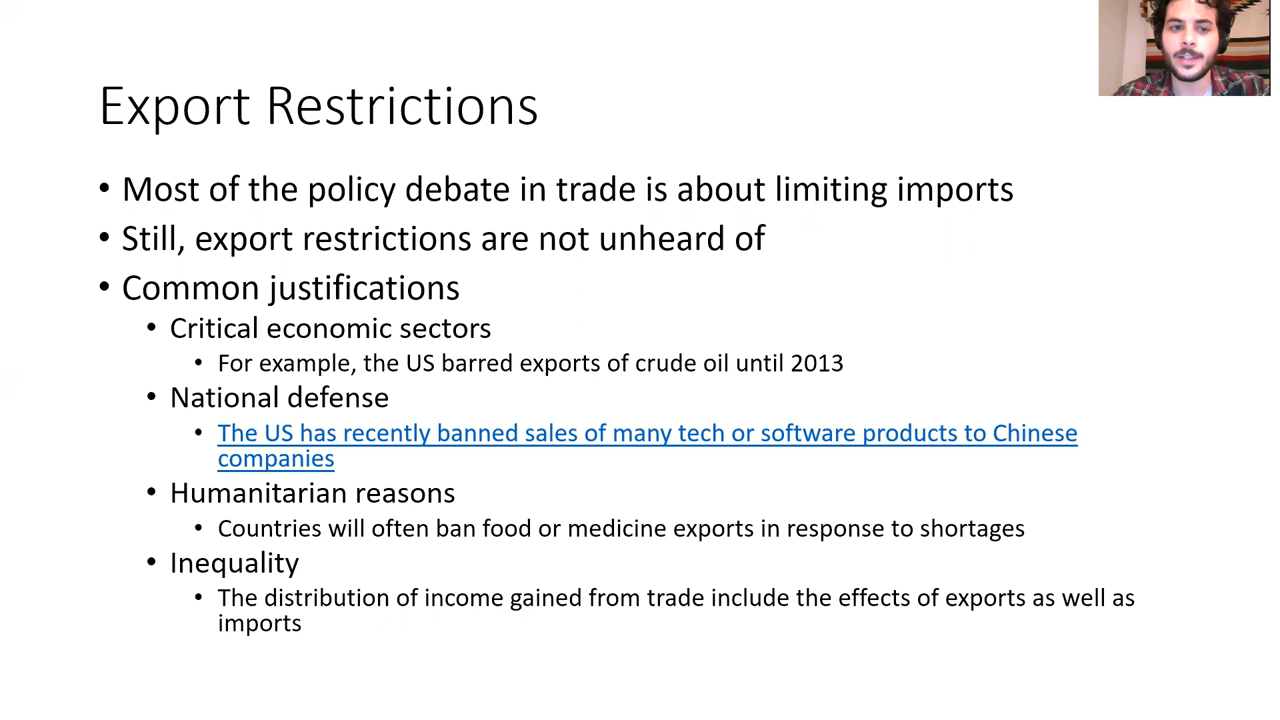 Export Restrictions
• Most of the policy debate in trade is about limiting imports
• Still, export restrictions are not unheard of
• Common justifications
• Critical economic sectors
• For example, the US barred exports of crude oil until 2013
• National defense
• The US has recently banned sales of many tech or software products to Chinese
companies
• Humanitarian reasons
• Countries will often ban food or medicine exports in response to shortages
• Inequality
• The distribution of income gained from trade include the effects of exports as well as
imports